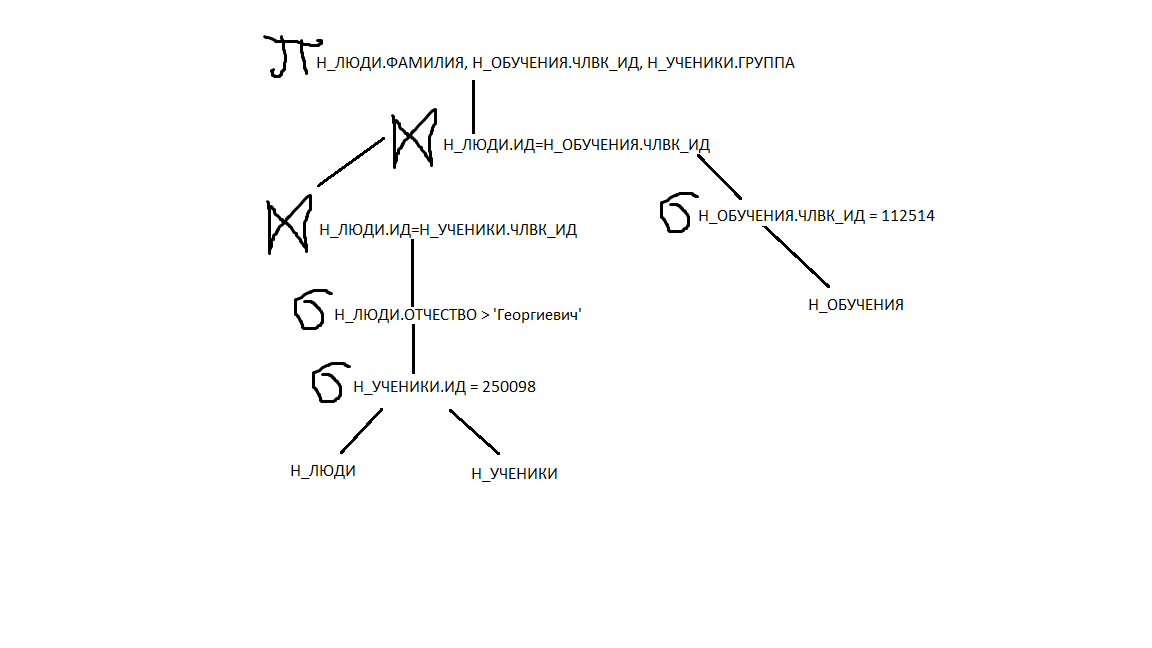 π Н_ЛЮДИ.ФАМИЛИЯ, Н_ОБУЧЕНИЯ.ЧЛВК_ИД, Н_УЧЕНИКИ.ГРУППА
⋈ Н_ЛЮДИ.ИД=Н_ОБУЧЕНИЯ.ЧЛВК_ИД
σ Н_ОБУЧЕНИЯ.ЧЛВК_ИД = 112514
⋈ Н_ЛЮДИ.ИД=Н_УЧЕНИКИ.ЧЛВК_ИД
Н_ОБУЧЕНИЯ
σ Н_ЛЮДИ.ОТЧЕСТВО > 'Георгиевич'
σ Н_УЧЕНИКИ.ИД = 250098
Н_ЛЮДИ
Н_УЧЕНИКИ